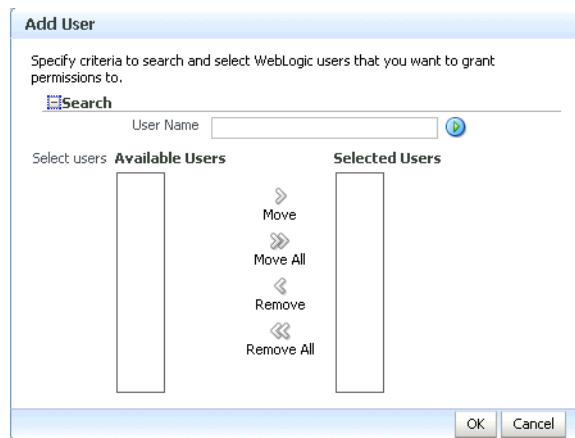 Add User
Specify criteria to search and select WebLogic users that you want to grant
permissions to.
Search
User Name
Select users Available Users Selected Users
Move
Move All
Remove
Remove All
OK Cancel